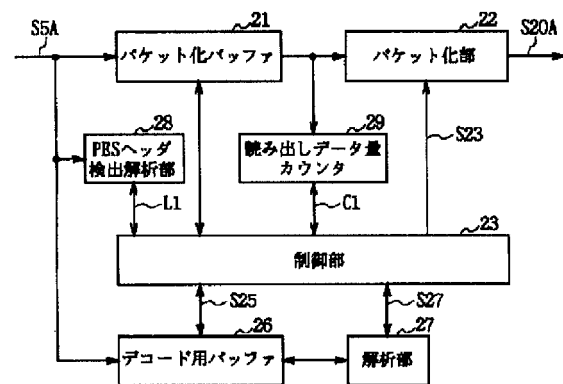 S5A
21
パケット化バッファ
22
パケット化部
S20A
28
PESヘッダ
検出解析部
29
読み出しデータ量
カウンタ
S23
L1
C1
23
制御部
S25
S27
26
デコード用バッファ
27
解析部